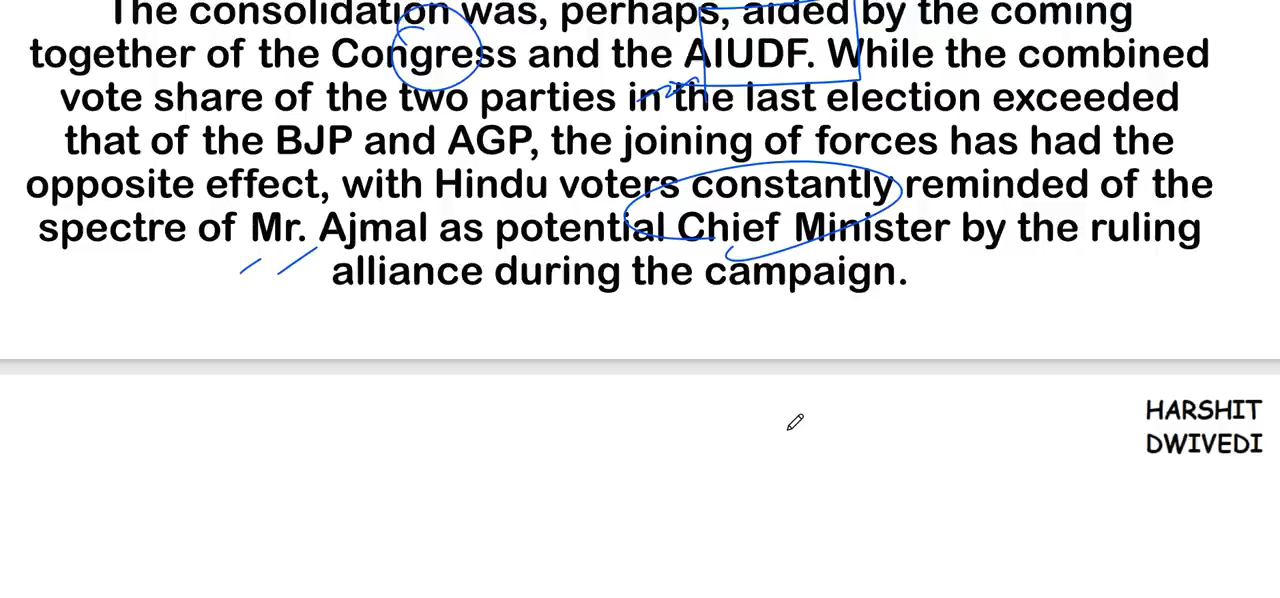 The consolidation was, perhaps, aided by the coming
together of the Congress and the AIUDF. While the combined
vote share of the two parties in the last election exceeded
that of the BJP and AGP, the joining of forces has had the
opposite effect, with Hindu voters constantly reminded of the
spectre of Mr. Ajmal as potential Chief Minister by the ruling
alliance during the campaign.
HARSHIT
DWIVEDI